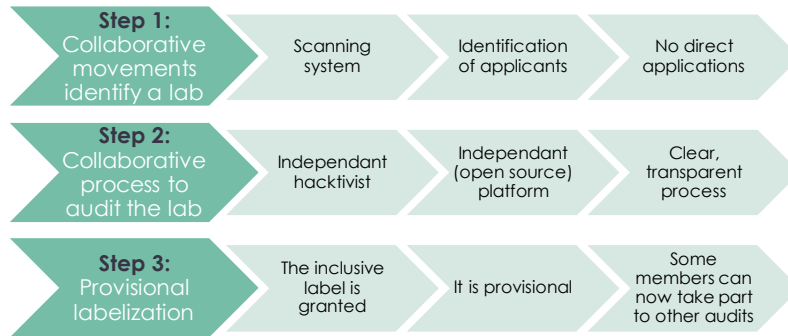 Step 1:
Collaborative
movements
identify a lab
Scanning
system
Identification
of applicants
No direct
applications
Step 2:
Collaborative
process to
audit the lab
Independant
hacktivist
Independant
(open source)
platform
Clear,
transparent
process
Step 3:
Provisional
labelization
The inclusive
label is
granted
It is provisional
Some
members can
now take part
to other audits